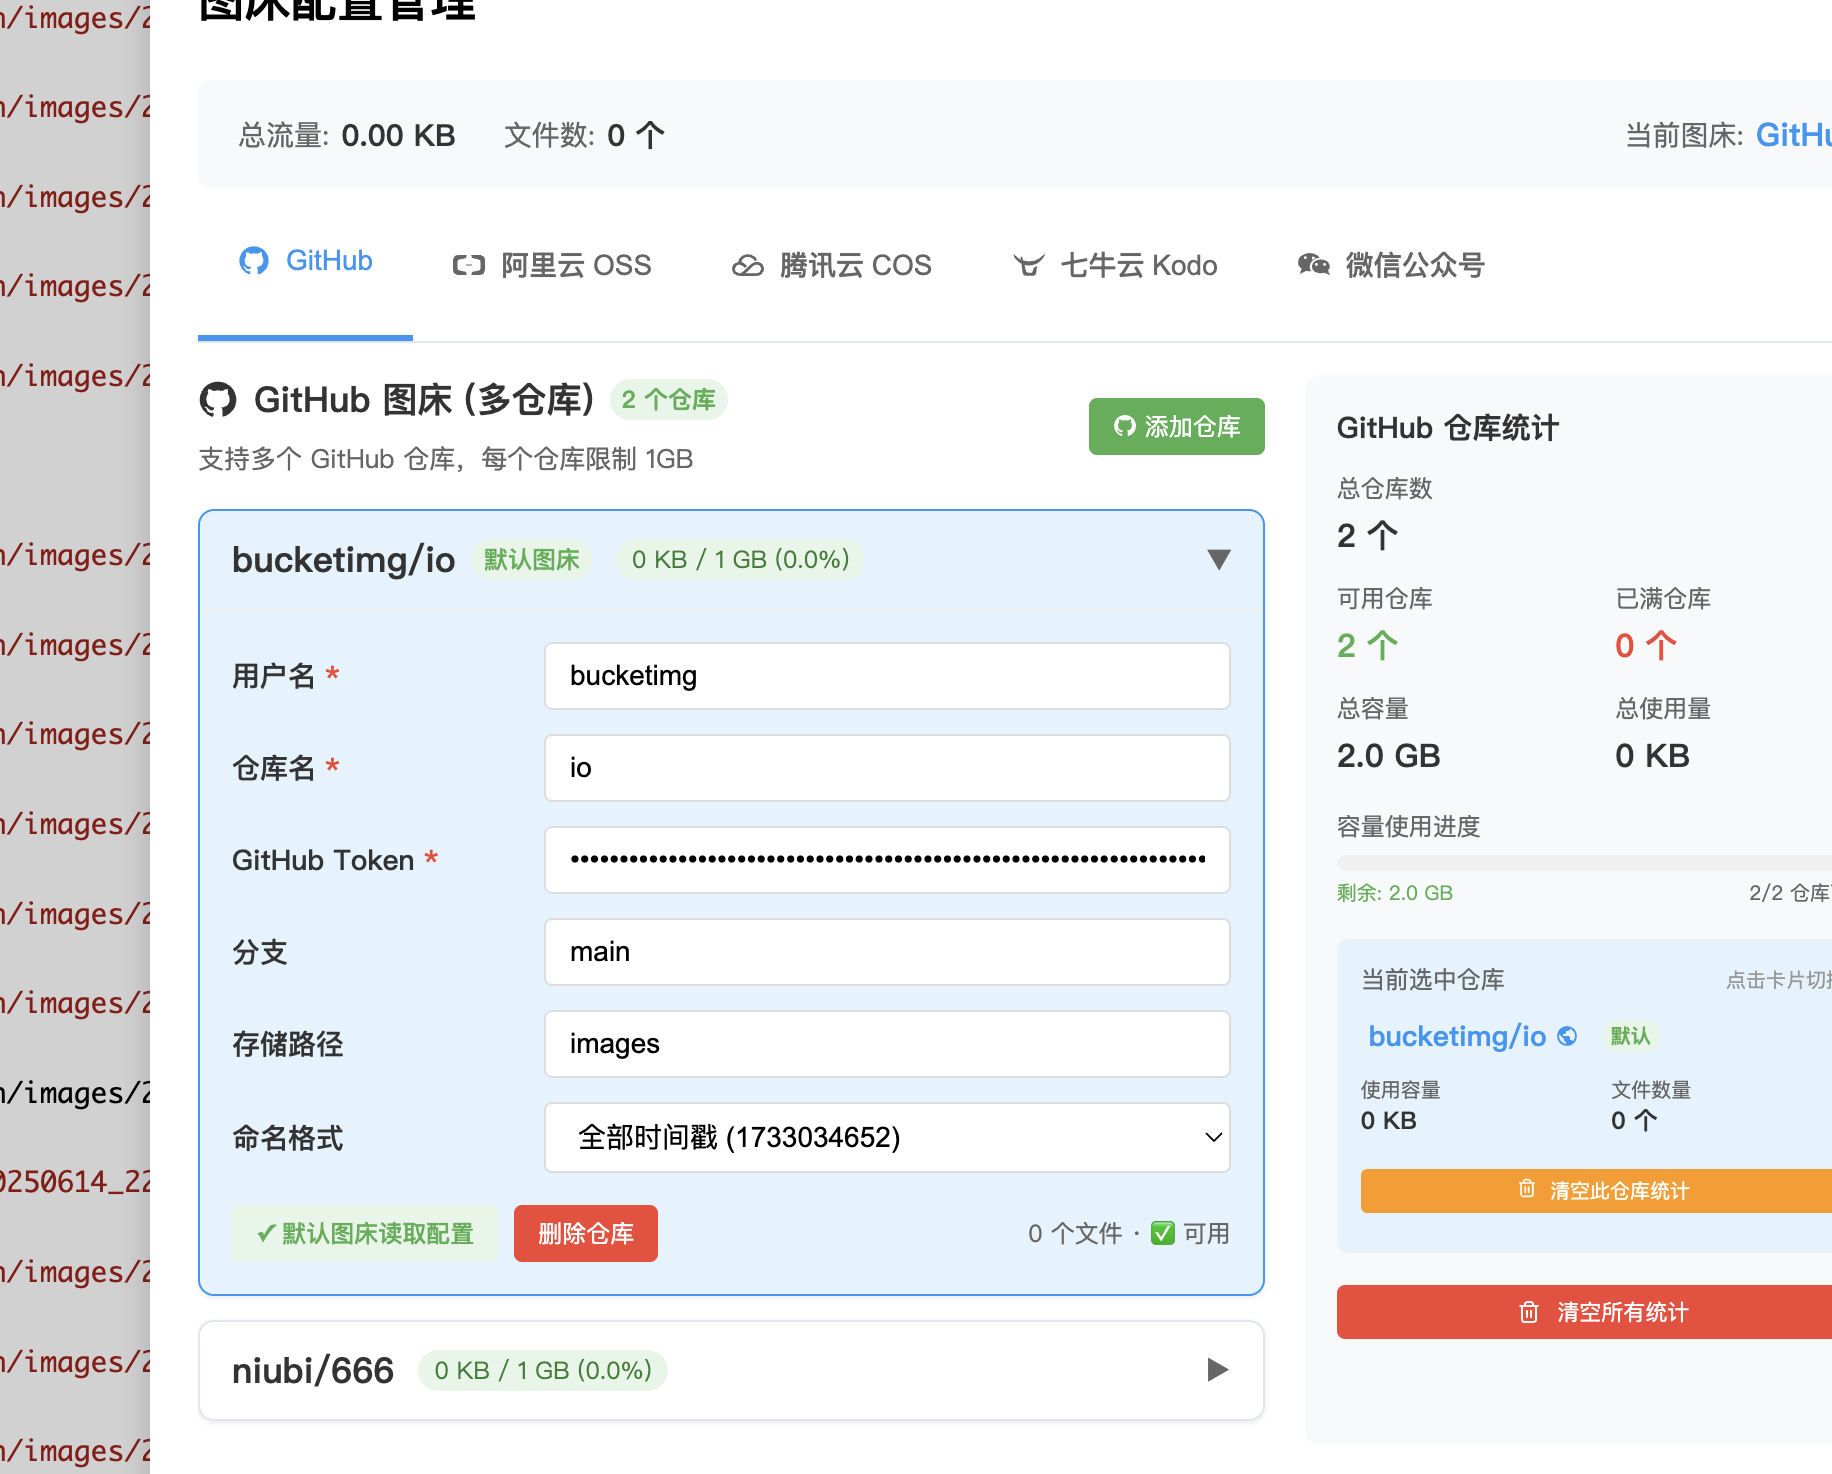 图床配置管理
总流量: 0.00 KB 文件数: 0 个 当前图床: GitHu
GitHub 阿里云 OSS 腾讯云 COS 七牛云 Kodo 微信公众号
GitHub 图床 (多仓库) 2 个仓库
支持多个 GitHub 仓库，每个仓库限制 1GB
添加仓库
bucketimg/io 默认图床 0 KB / 1 GB (0.0%)
用户名 * bucketimg
仓库名 * io
GitHub Token *
分支 main
存储路径 images
命名格式 全部时间戳 (1733034652)
✓默认图床读取配置 删除仓库 0 个文件 · ✅ 可用
niubi/666 0 KB / 1 GB (0.0%)
GitHub 仓库统计
总仓库数
2 个
可用仓库 已满仓库
2 个 0 个
总容量 总使用量
2.0 GB 0 KB
容量使用进度
剩余: 2.0 GB 2/2 仓库
当前选中仓库 点击卡片切
bucketimg/io 默认
使用容量 文件数量
0 KB 0 个
清空此仓库统计
清空所有统计
n/images/2
n/images/2
n/images/2
n/images/2
n/images/2
n/images/2
n/images/2
n/images/2
n/images/2
n/images/2
n/images/2
n/images/2
0250614_22
n/images/2
n/images/2
n/images/2